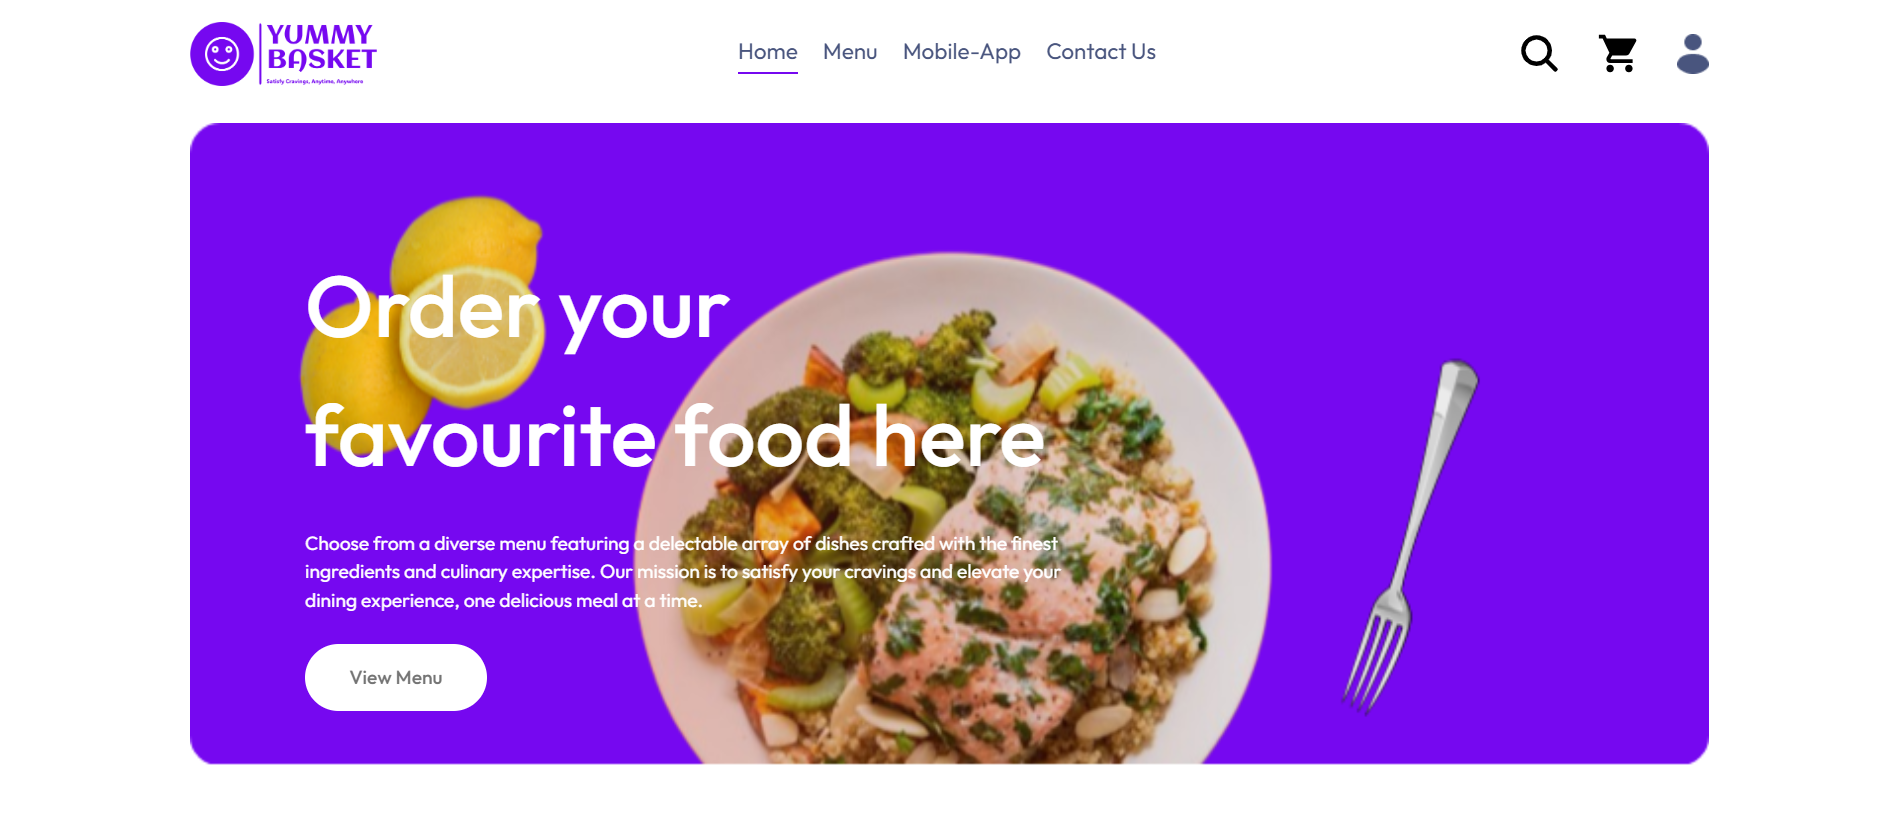 YUMMY
BASKET
Satisfy Cravings, Anytime, Anywhere
Home Menu Mobile-App Contact Us
Order your
favourite food here
Choose from a diverse menu featuring a delectable array of dishes crafted with the finest
ingredients and culinary expertise. Our mission is to satisfy your cravings and elevate your
dining experience, one delicious meal at a time.
View Menu